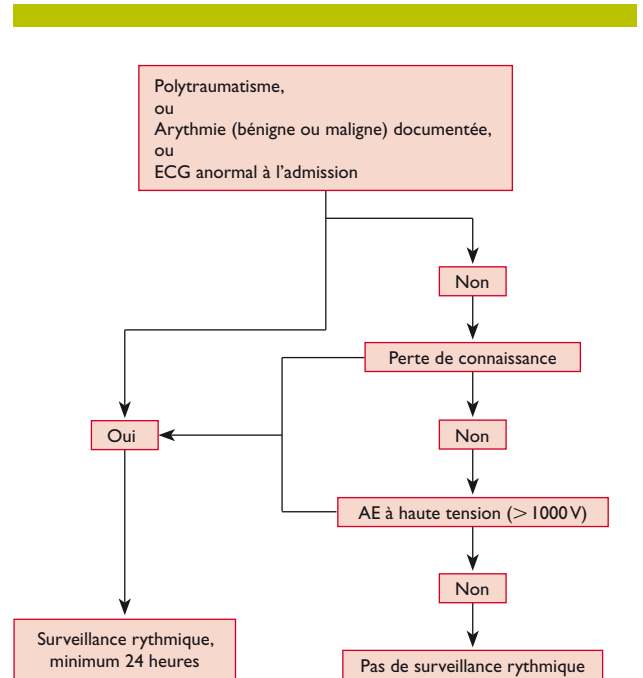 Polytraumatisme,
ou
Arythmie (bénigne ou maligne) documentée,
ou
ECG anormal à l'admission
Non
Perte de connaissance
Oui
Non
AE à haute tension (> 1000 V)
Non
Surveillance rythmique,
minimum 24 heures
Pas de surveillance rythmique